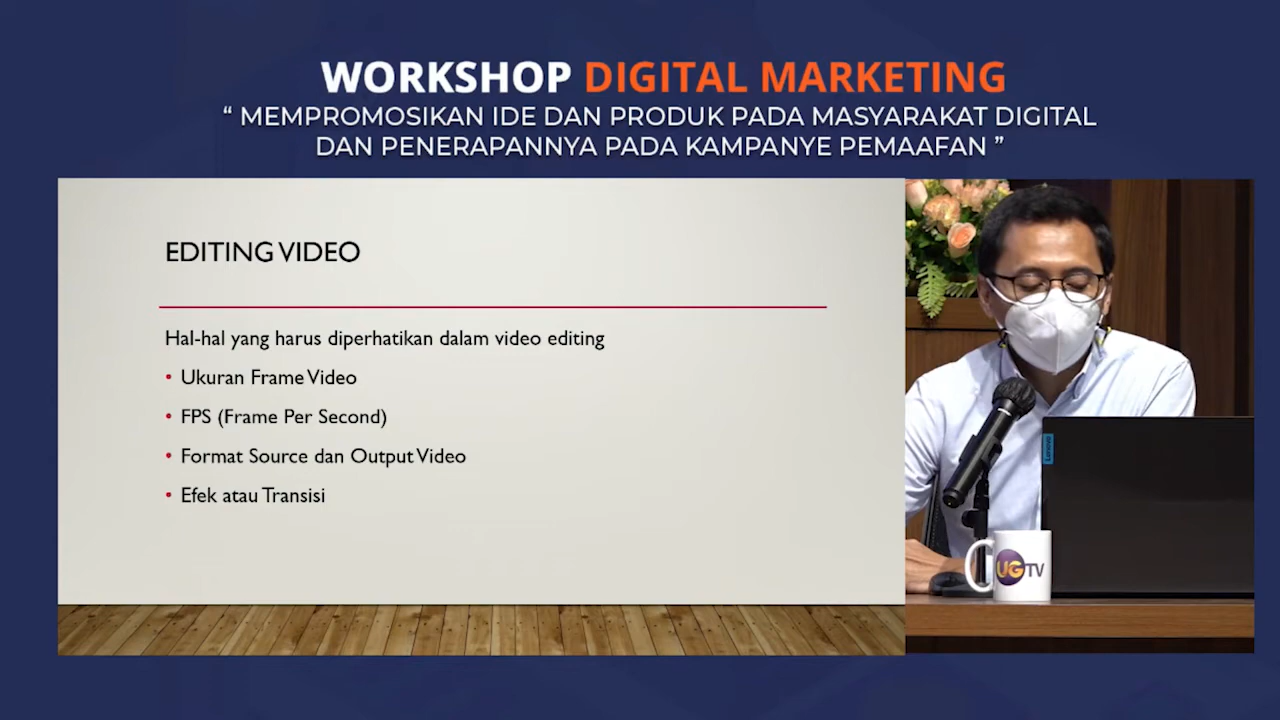 WORKSHOP DIGITAL MARKETING
“ MEMPROMOSIKAN IDE DAN PRODUK PADA MASYARAKAT DIGITAL
DAN PENERAPANNYA PADA KAMPANYE PEMAAFAN ”
EDITING VIDEO
Hal-hal yang harus diperhatikan dalam video editing
• Ukuran Frame Video
• FPS (Frame Per Second)
• Format Source dan Output Video
• Efek atau Transisi
Lenovo
UGTV